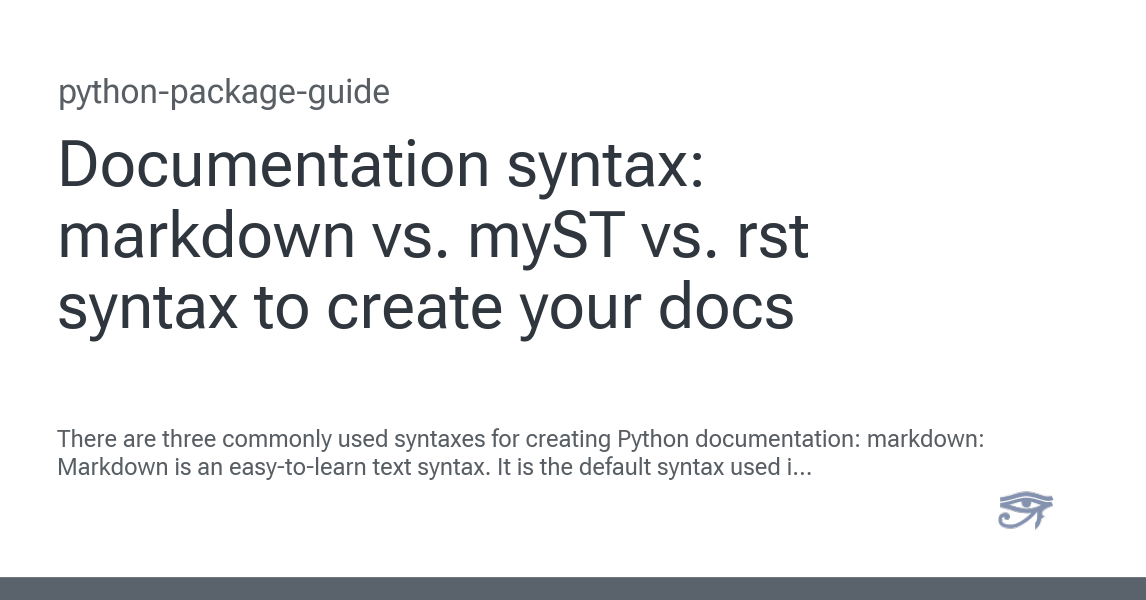 python-package-guide
Documentation syntax:
markdown vs. myST vs. rst
syntax to create your docs
There are three commonly used syntaxes for creating Python documentation: markdown:
Markdown is an easy-to-learn text syntax. It is the default syntax used i...